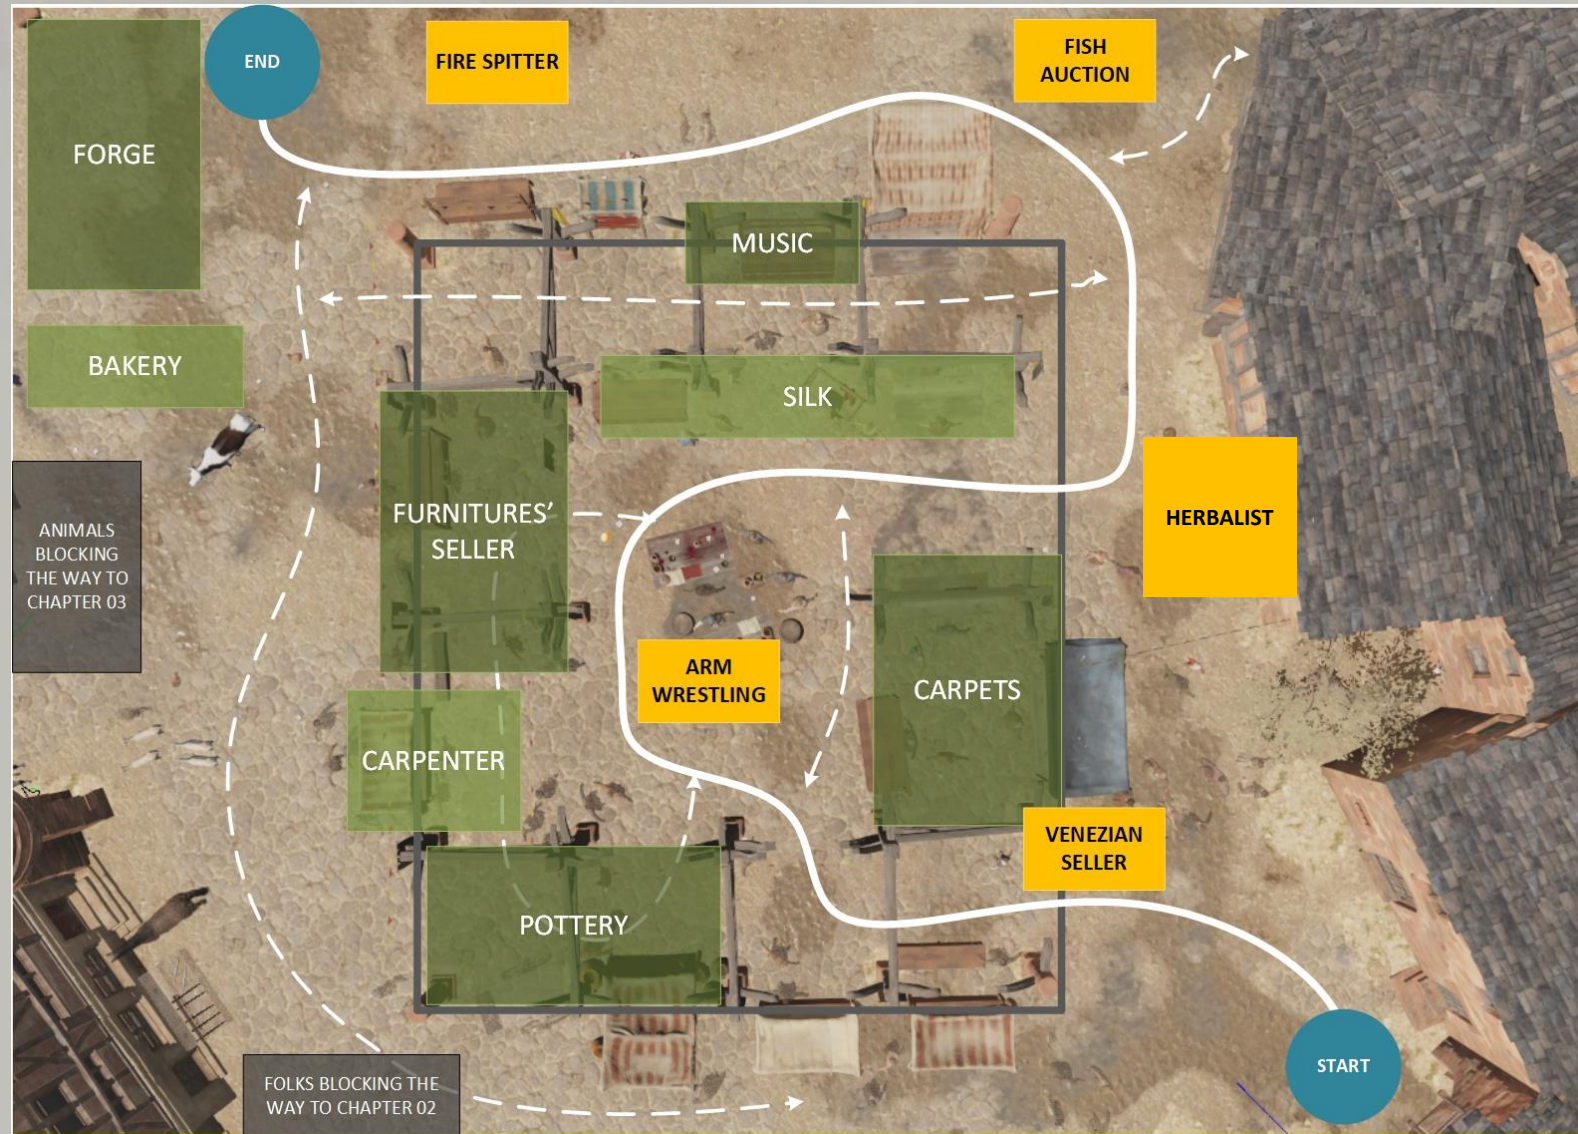 END
FIRE SPITTER
FISH
AUCTION
FORGE
MUSIC
BAKERY
SILK
ANIMALS
BLOCKING
THE WAY TO
CHAPTER 03
FURNITURES'
SELLER
HERBALIST
ARM
WRESTLING
CARPETS
CARPENTER
VENEZIAN
SELLER
POTTERY
START
FOLKS BLOCKING THE
WAY TO CHAPTER 02